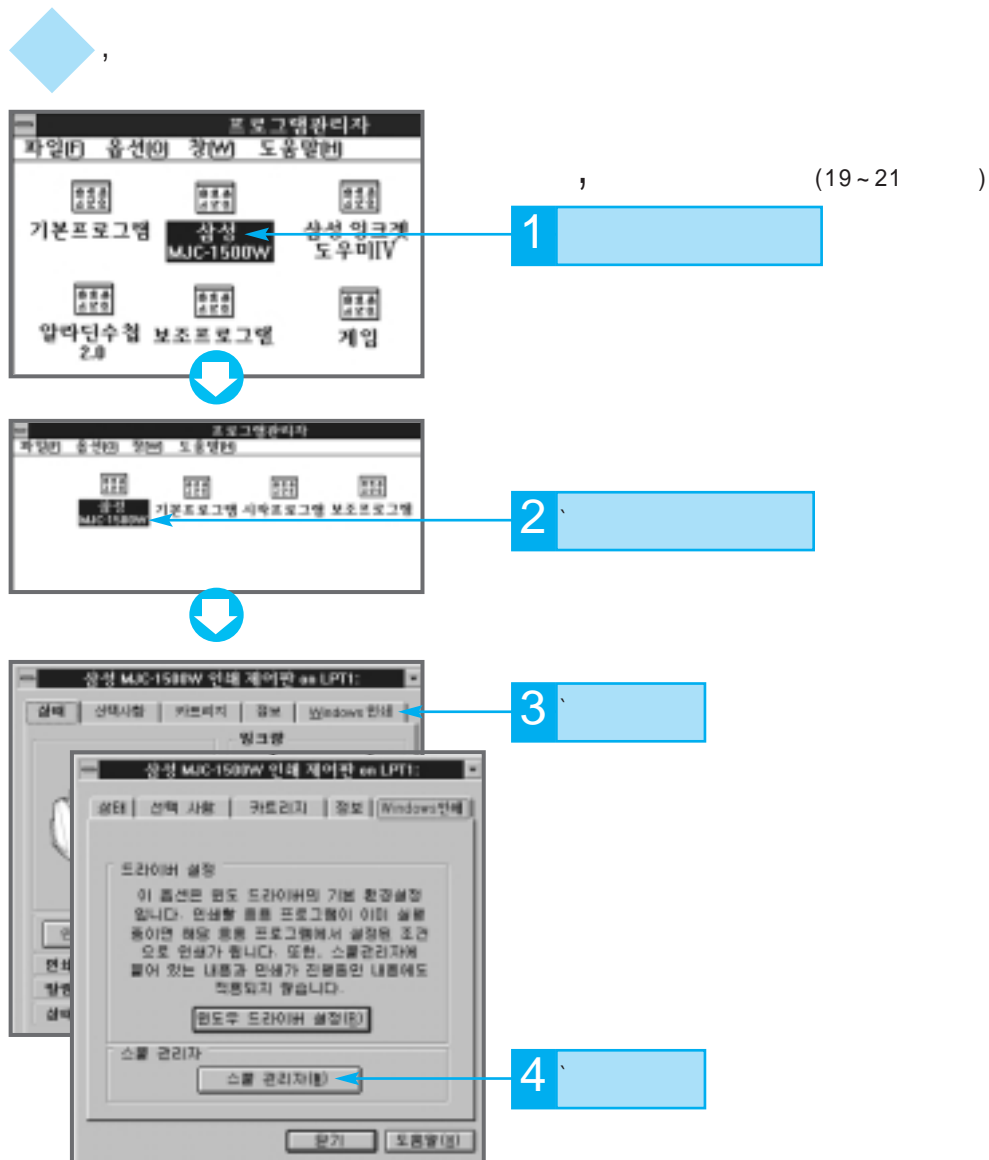 ,
프로그램관리자
파일(F) 옵션(O) 창(W) 도움말(H)
, (19~21 )
기본프로그램 삼성 MJC-1500W 삼성 잉크젯 도우미IV
1
알라딘수첩 2.0 보조프로그램 게임
프로그램관리자
파일(F) 옵션(O) 창(W) 도움말(H)
삼성 MJC-1500W 기본프로그램 시작프로그램 보조프로그램
2 `
삼성 MJC-1500W 인쇄 제어판 on LPT1:
상태 선택사항 카트리지 정보 Windows 인쇄
3 `
잉크량
삼성 MJC-1500W 인쇄 제어판 on LPT1:
상태 선택 사항 카트리지 정보 Windows인쇄
드라이버 설정
이 옵션은 윈도 드라이버의 기본 환경설정
입니다. 인쇄할 응용 프로그램이 이미 실행
중이면 해당 응용 프로그램에서 설정된 조건
으로 인쇄가 됩니다. 또한, 스풀관리자에
들어 있는 내용과 인쇄가 진행중인 내용에도
적용되지 않습니다.
윈도우 드라이버 설정(R)
스풀 관리자
스풀 관리자(M)
4 `
닫기 도움말(H)